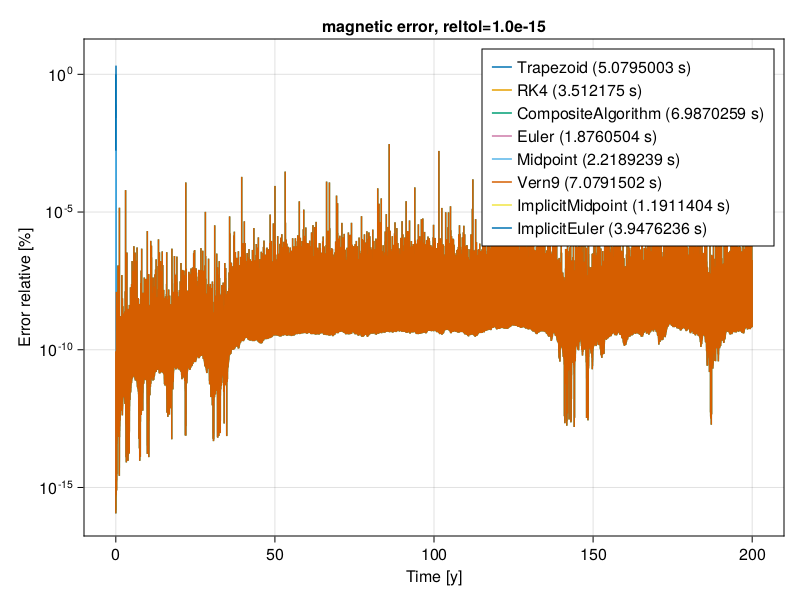 magnetic error, reltol=1.0e-15
10⁰
10⁻⁵
10⁻¹⁰
10⁻¹⁵
Error relative [%]
Trapezoid (5.0795003 s)
RK4 (3.512175 s)
CompositeAlgorithm (6.9870259 s)
Euler (1.8760504 s)
Midpoint (2.2189239 s)
Vern9 (7.0791502 s)
ImplicitMidpoint (1.1911404 s)
ImplicitEuler (3.9476236 s)
0 50 100 150 200
Time [y]